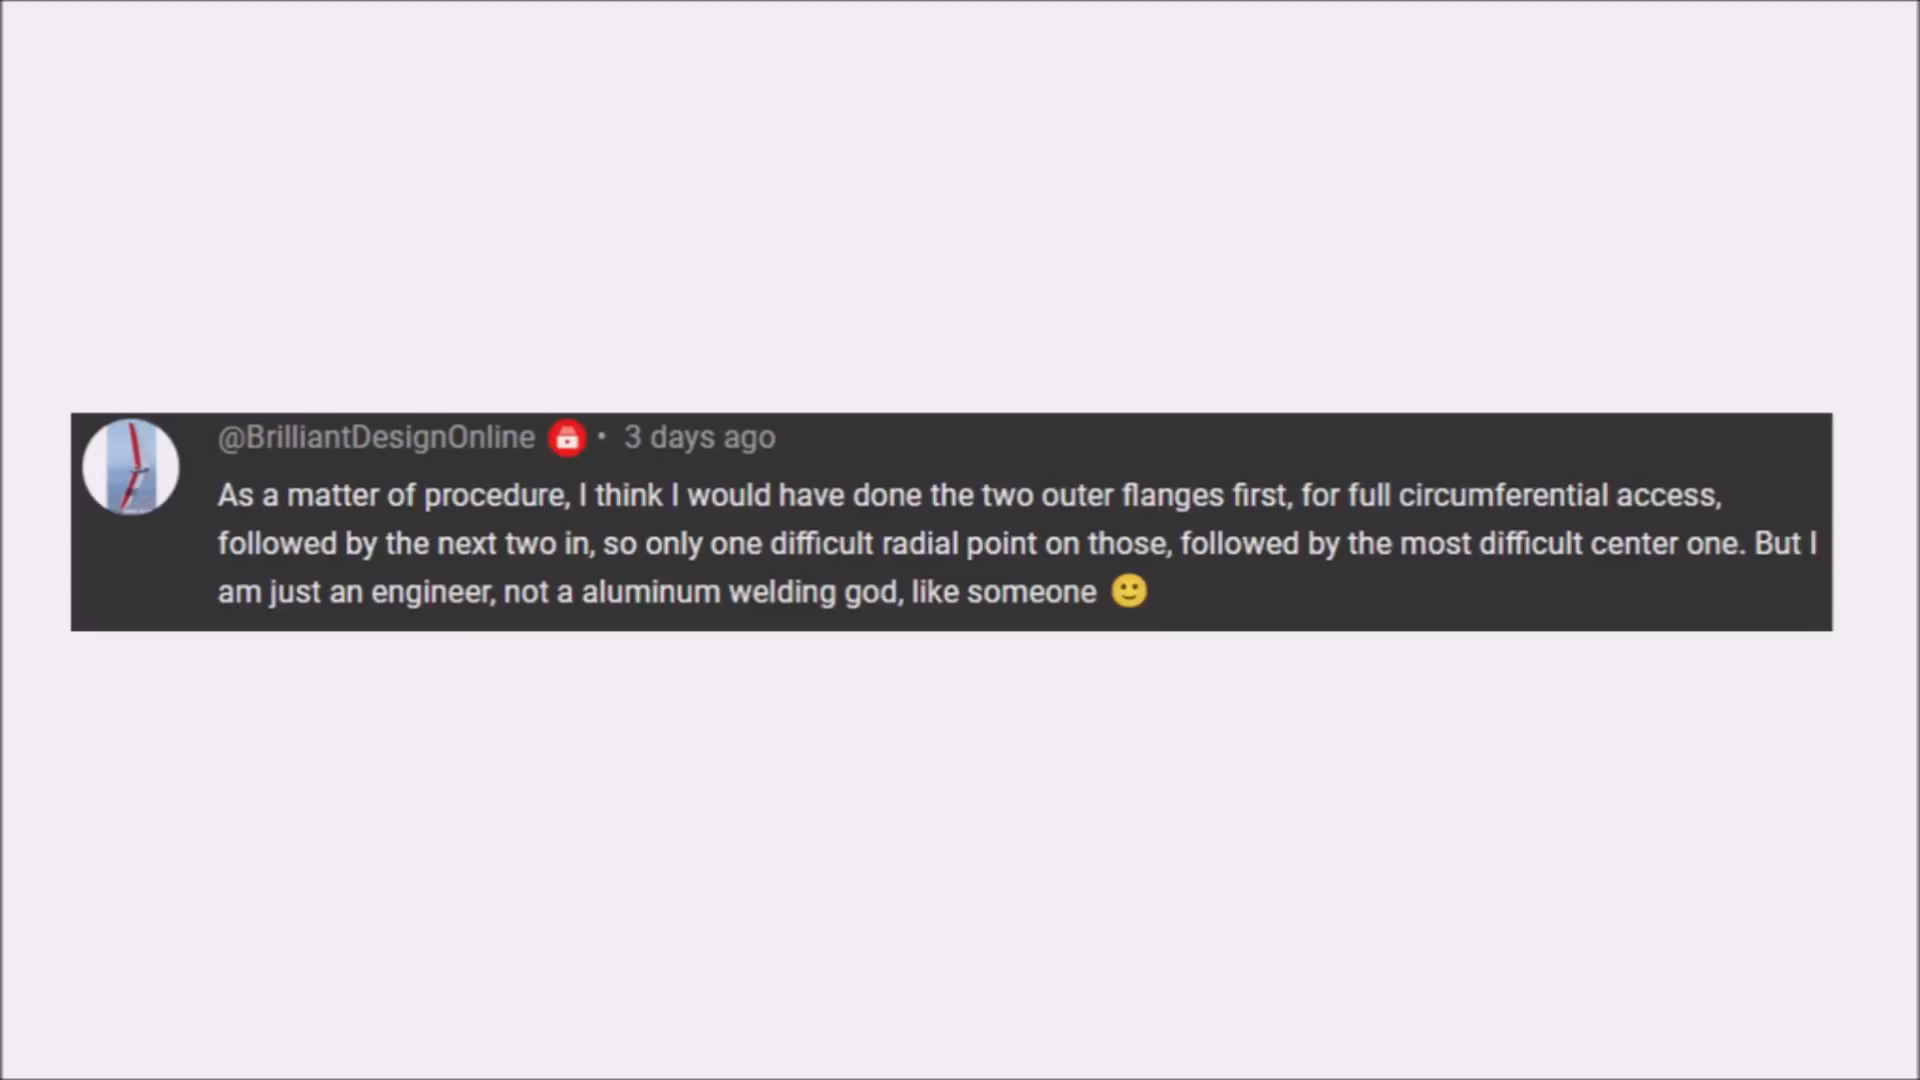 @BrilliantDesignOnline • 3 days ago
As a matter of procedure, I think I would have done the two outer flanges first, for full circumferential access,
followed by the next two in, so only one difficult radial point on those, followed by the most difficult center one. But I
am just an engineer, not a aluminum welding god, like someone 🙂